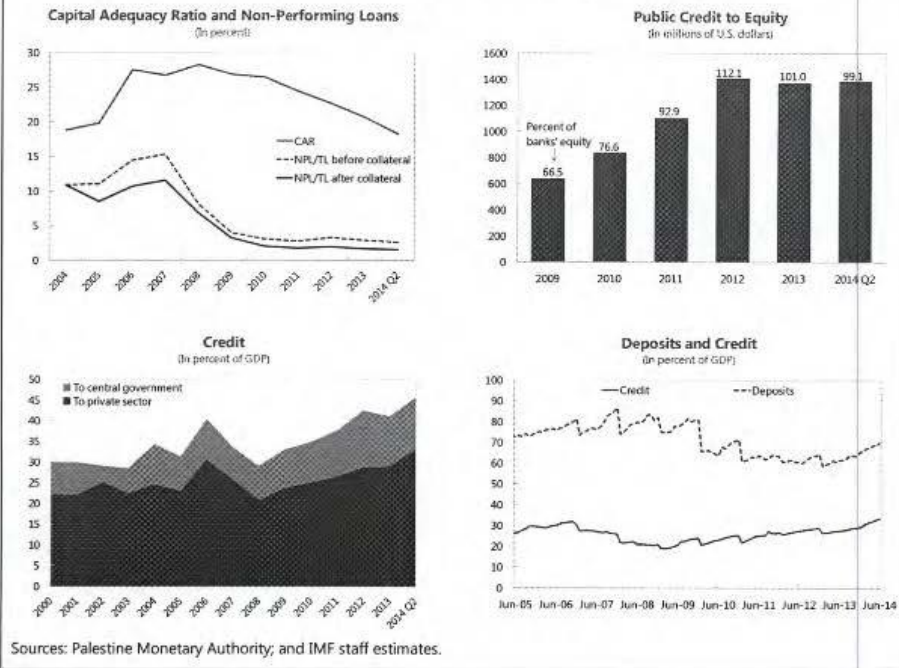 Capital Adequacy Ratio and Non-Performing Loans
(In percent)
30
25
20
15
10
5
0
CAR
NPL/TL before collateral
NPL/TL after collateral
2004 2005 2006 2007 2008 2009 2010 2011 2012 2013 2014 Q2
Public Credit to Equity
(In millions of U.S. dollars)
1600
1400
1200
1000
800
600
400
200
0
Percent of
banks' equity
66.5
76.6
92.9
112.1
101.0
99.1
2009 2010 2011 2012 2013 2014 Q2
Credit
(In percent of GDP)
50
45
40
35
30
25
20
15
10
5
0
To central government
To private sector
2000 2001 2002 2003 2004 2005 2006 2007 2008 2009 2010 2011 2012 2013 2014 Q2
Deposits and Credit
(In percent of GDP)
100
90
80
70
60
50
40
30
20
10
0
Credit Deposits
Jun-05 Jun-06 Jun-07 Jun-08 Jun-09 Jun-10 Jun-11 Jun-12 Jun-13 Jun-14
Sources: Palestine Monetary Authority; and IMF staff estimates.